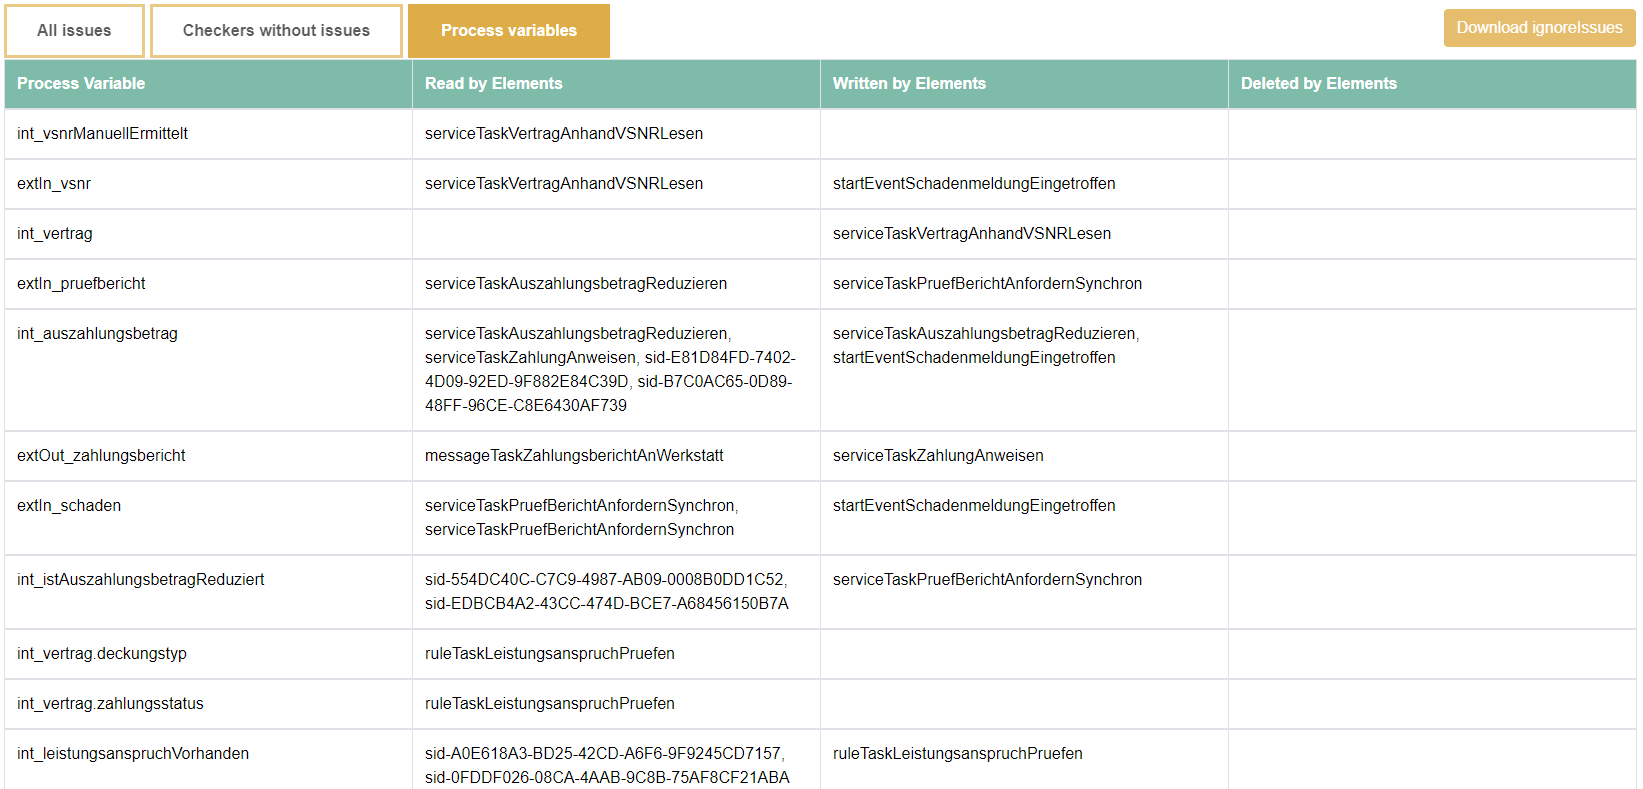 All issues
Checkers without issues
Process variables
Download ignoreIssues
Process Variable
Read by Elements
Written by Elements
Deleted by Elements
int_vsnrManuellErmittelt
serviceTaskVertragAnhandVSNRLesen
extIn_vsnr
serviceTaskVertragAnhandVSNRLesen
startEventSchadenmeldungEingetroffen
int_vertrag
serviceTaskVertragAnhandVSNRLesen
extIn_pruefbericht
serviceTaskAuszahlungsbetragReduzieren
serviceTaskPruefBerichtAnfordernSynchron
int_auszahlungsbetrag
serviceTaskAuszahlungsbetragReduzieren,
serviceTaskZahlungAnweisen, sid-E81D84FD-7402-
4D09-92ED-9F882E84C39D, sid-B7C0AC65-0D89-
48FF-96CE-C8E6430AF739
serviceTaskAuszahlungsbetragReduzieren,
startEventSchadenmeldungEingetroffen
extOut_zahlungsbericht
messageTaskZahlungsberichtAnWerkstatt
serviceTaskZahlungAnweisen
extIn_schaden
serviceTaskPruefBerichtAnfordernSynchron,
serviceTaskPruefBerichtAnfordernSynchron
startEventSchadenmeldungEingetroffen
int_istAuszahlungsbetragReduziert
sid-554DC40C-C7C9-4987-AB09-0008B0DD1C52,
sid-EDBCB4A2-43CC-474D-BCE7-A68456150B7A
serviceTaskPruefBerichtAnfordernSynchron
int_vertrag.deckungstyp
ruleTaskLeistungsanspruchPruefen
int_vertrag.zahlungsstatus
ruleTaskLeistungsanspruchPruefen
int_leistungsanspruchVorhanden
sid-A0E618A3-BD25-42CD-A6F6-9F9245CD7157,
sid-0FDDF026-08CA-4AAB-9C8B-75AF8CF21ABA
ruleTaskLeistungsanspruchPruefen